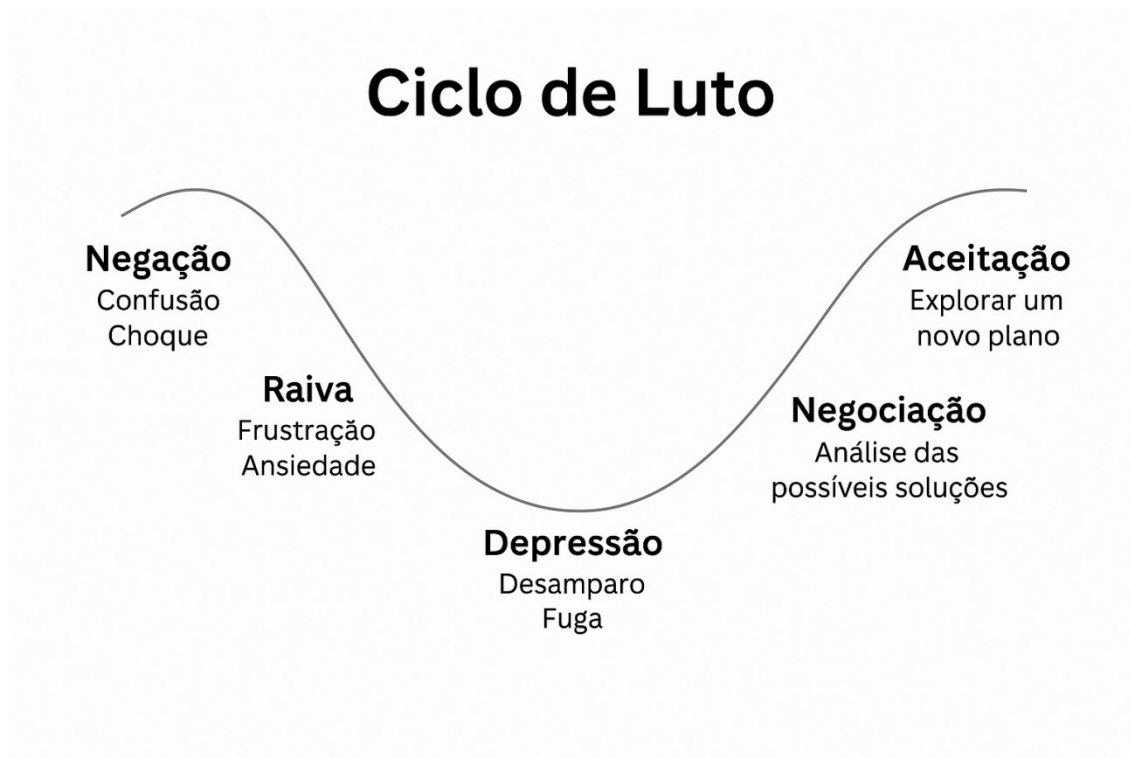 Ciclo de Luto
Negação
Confusão
Choque
Raiva
Frustração
Ansiedade
Depressão
Desamparo
Fuga
Negociação
Análise das
possíveis soluções
Aceitação
Explorar um
novo plano